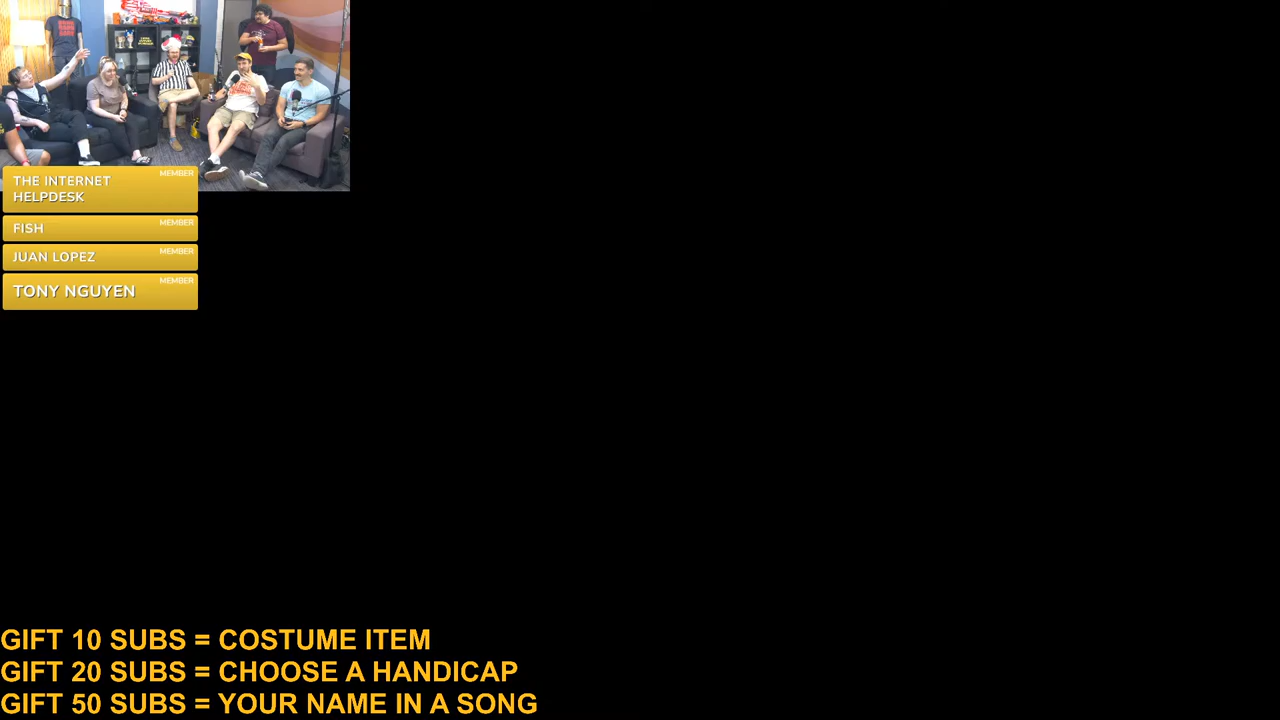 THE INTERNET
HELPDESK
MEMBER
FISH
MEMBER
JUAN LOPEZ
MEMBER
TONY NGUYEN
MEMBER
GIFT 10 SUBS = COSTUME ITEM
GIFT 20 SUBS = CHOOSE A HANDICAP
GIFT 50 SUBS = YOUR NAME IN A SONG